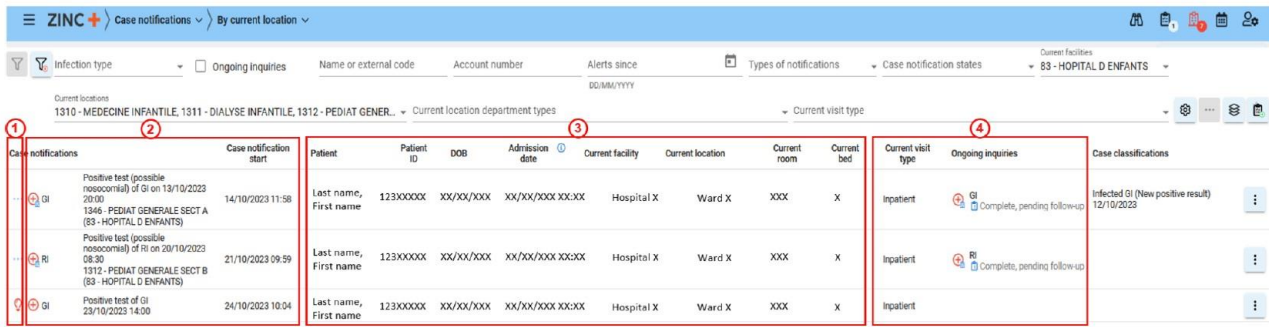 ZINC + Case notifications By current location 1 7
Infection type Ongoing inquiries Name or external code Account number Alerts since Types of notifications Case notification states Current facilities
83 - HOPITAL D ENFANTS
DD/MM/YYYY
Current locations
1310 - MEDECINE INFANTILE, 1311 - DIALYSE INFANTILE, 1312 - PEDIAT GENER... Current location department types Current visit type
1 2 3 4
Case notifications Case notification start Patient Patient ID DOB Admission date Current facility Current location Current room Current bed Current visit type Ongoing inquiries Case classifications
GI
Positive test (possible
nosocomial) of GI on 13/10/2023
20:00
1346 - PEDIAT GENERALE SECT A
(83 - HOPITAL D ENFANTS)
14/10/2023 11:58
Last name,
First name
123XXXXX XX/XX/XXX XX/XX/XXX XX:XX Hospital X Ward X XXX X
Inpatient
GI
Complete, pending follow-up
Infected GI (New positive result)
12/10/2023
RI
Positive test (possible
nosocomial) of RI on 20/10/2023
08:30
1312 - PEDIAT GENERALE SECT B
(83 - HOPITAL D ENFANTS)
21/10/2023 09:59
Last name,
First name
123XXXXX XX/XX/XXX XX/XX/XXX XX:XX Hospital X Ward X XXX X
Inpatient
RI
Complete, pending follow-up
GI
Positive test of GI
23/10/2023 14:00
24/10/2023 10:04
Last name,
First name
123XXXXX XX/XX/XXX XX/XX/XXX XX:XX Hospital X Ward X XXX X
Inpatient